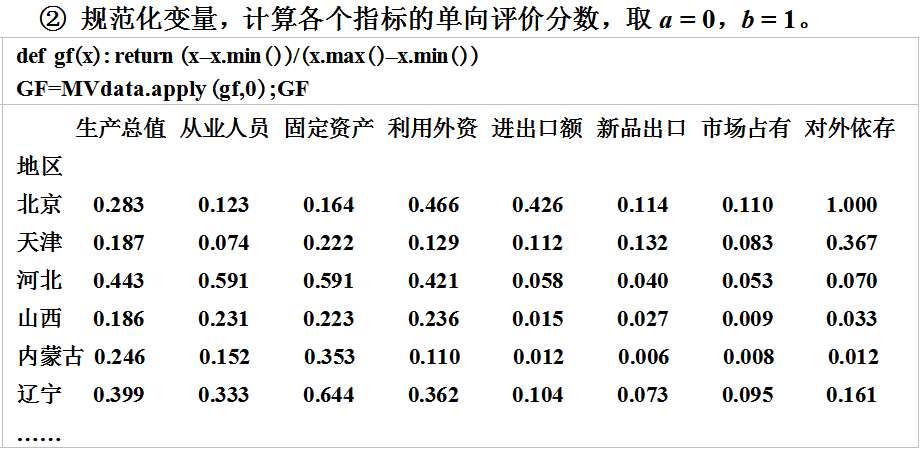 ② 规范化变量，计算各个指标的单向评价分数，取 a = 0，b = 1。
def gf(x): return (x−x.min())/(x.max()−x.min())
GF=MVdata.apply(gf,0);GF
生产总值 从业人员 固定资产 利用外资 进出口额 新品出口 市场占有 对外依存
地区
北京 0.283 0.123 0.164 0.466 0.426 0.114 0.110 1.000
天津 0.187 0.074 0.222 0.129 0.112 0.132 0.083 0.367
河北 0.443 0.591 0.591 0.421 0.058 0.040 0.053 0.070
山西 0.186 0.231 0.223 0.236 0.015 0.027 0.009 0.033
内蒙古 0.246 0.152 0.353 0.110 0.012 0.006 0.008 0.012
辽宁 0.399 0.333 0.644 0.362 0.104 0.073 0.095 0.161
……